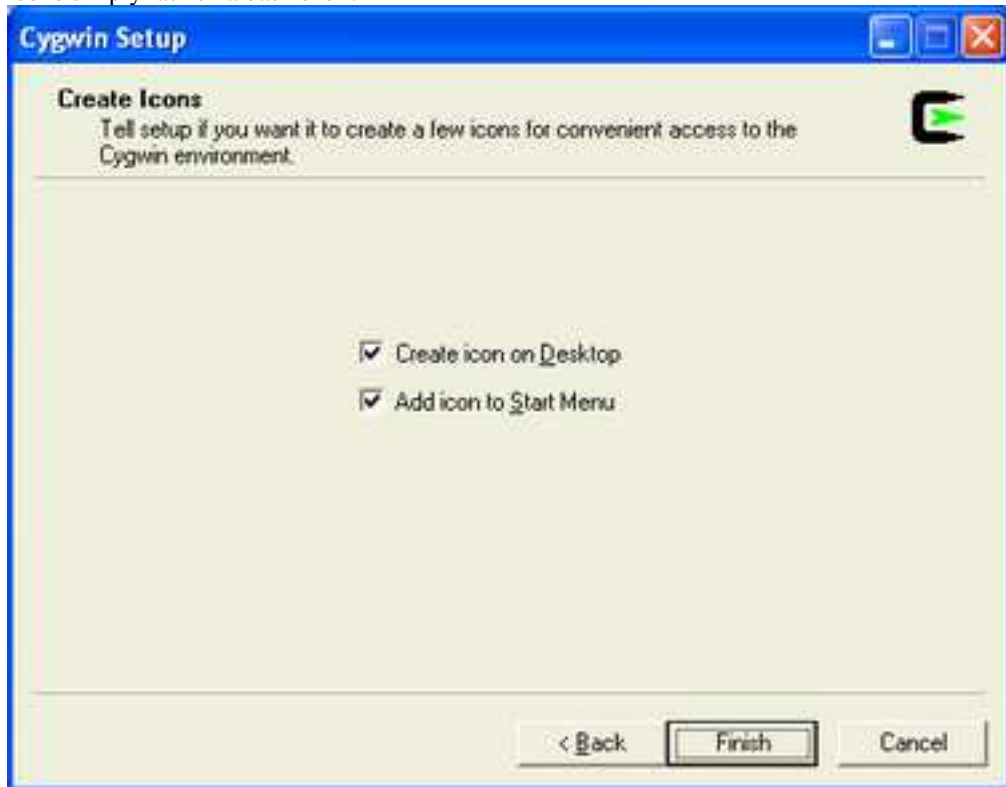 Cygwin Setup
Create Icons
Tell setup if you want it to create a few icons for convenient access to the
Cygwin environment.
Create icon on Desktop
Add icon to Start Menu
< Back Finish Cancel